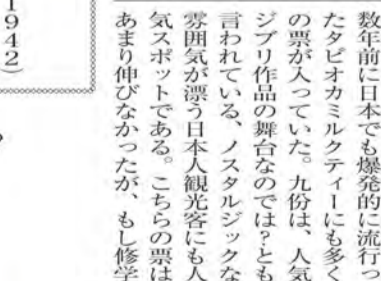 数年前に日本でも爆発的に流行っ
たタピオカミルクティーにも多く
の票が入っていた。九份は、人気
ジブリ作品の舞台なのでは？とも
言われている、ノスタルジックな
雰囲気が漂う日本人観光客にも人
気スポットである。こちらの票は
あまり伸びなかったが、もし修学
1942）